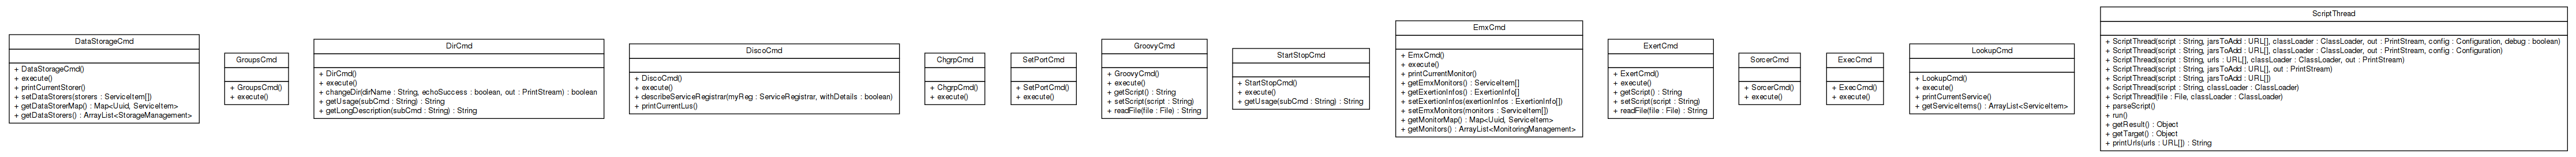 DataStorageCmd
+ DataStorageCmd()
+ execute()
+ printCurrentStorer()
+ setDataStorers(storers : ServiceItem[])
+ getDataStorerMap() : Map<Uuid, ServiceItem>
+ getDataStorers() : ArrayList<StorageManagement>
GroupsCmd
+ GroupsCmd()
+ execute()
DirCmd
+ DirCmd()
+ execute()
+ changeDir(dirName : String, echoSuccess : boolean, out : PrintStream) : boolean
+ getUsage(subCmd : String) : String
+ getLongDescription(subCmd : String) : String
DiscoCmd
+ DiscoCmd()
+ execute()
+ describeServiceRegistrar(myReg : ServiceRegistrar, withDetails : boolean)
+ printCurrentLus()
ChgrpCmd
+ ChgrpCmd()
+ execute()
SetPortCmd
+ SetPortCmd()
+ execute()
GroovyCmd
+ GroovyCmd()
+ execute()
+ getScript() : String
+ setScript(script : String)
+ readFile(file : File) : String
StartStopCmd
+ StartStopCmd()
+ execute()
+ getUsage(subCmd : String) : String
EmxCmd
+ EmxCmd()
+ execute()
+ printCurrentMonitor()
+ getEmxMonitors() : ServiceItem[]
+ getExertionInfos() : ExertionInfo[]
+ setExertionInfos(exertionInfos : ExertionInfo[])
+ setEmxMonitors(monitors : ServiceItem[])
+ getMonitorMap() : Map<Uuid, ServiceItem>
+ getMonitors() : ArrayList<MonitoringManagement>
ExertCmd
+ ExertCmd()
+ execute()
+ getScript() : String
+ setScript(script : String)
+ readFile(file : File) : String
SorcerCmd
+ SorcerCmd()
+ execute()
ExecCmd
+ ExecCmd()
+ execute()
LookupCmd
+ LookupCmd()
+ execute()
+ printCurrentService()
+ getServiceItems() : ArrayList<ServiceItem>
ScriptThread
+ ScriptThread(script : String, jarsToAdd : URL[], classLoader : ClassLoader, out : PrintStream, config : Configuration, debug : boolean)
+ ScriptThread(script : String, jarsToAdd : URL[], classLoader : ClassLoader, out : PrintStream, config : Configuration)
+ ScriptThread(script : String, urls : URL[], classLoader : ClassLoader, out : PrintStream)
+ ScriptThread(script : String, jarsToAdd : URL[], out : PrintStream)
+ ScriptThread(script : String, jarsToAdd : URL[])
+ ScriptThread(script : String, classLoader : ClassLoader)
+ ScriptThread(file : File, classLoader : ClassLoader)
+ parseScript()
+ run()
+ getResult() : Object
+ getTarget() : Object
+ printUrls(urls : URL[]) : String